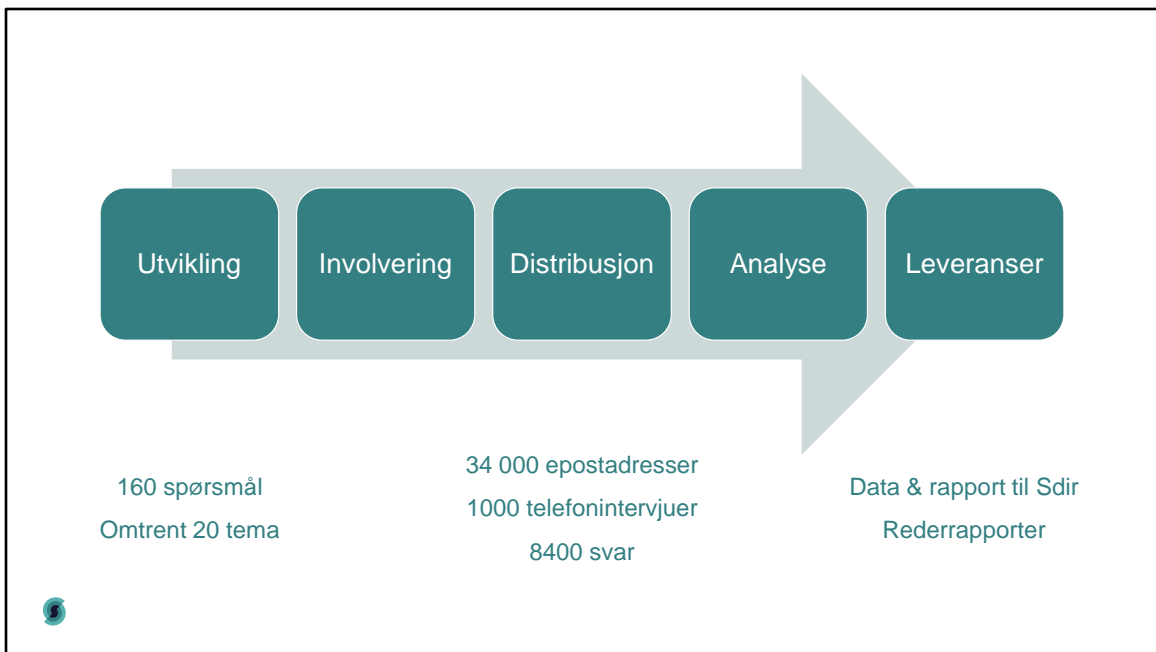 Utvikling
Involvering
Distribusjon
Analyse
Leveranser
160 spørsmål
Omtrent 20 tema
34 000 epostadresser
1000 telefonintervjuer
8400 svar
Data & rapport til Sdir
Rederrapporter